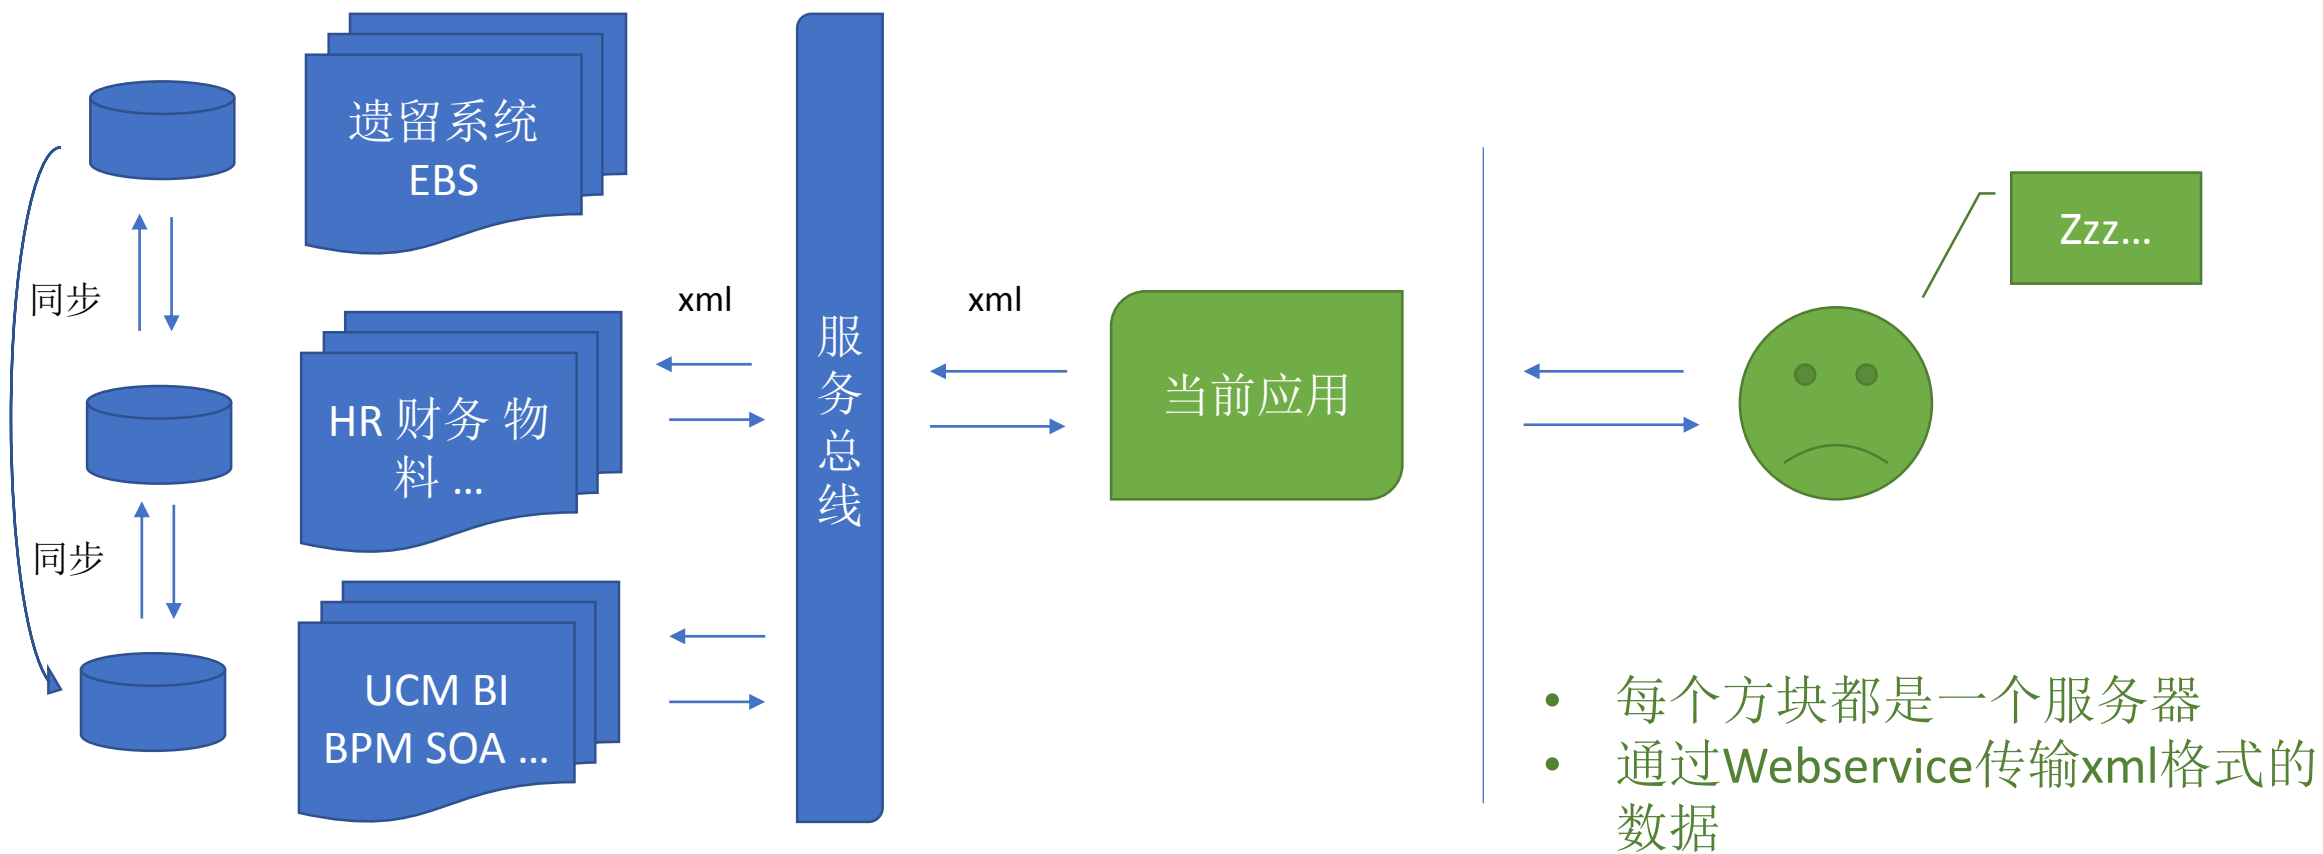 遗留系统
EBS
Zzz...
同步
xml
xml
服务总线
当前应用
HR 财务 物
料 ...
同步
UCM BI
BPM SOA ...
• 每个方块都是一个服务器
• 通过Webservice传输xml格式的
数据